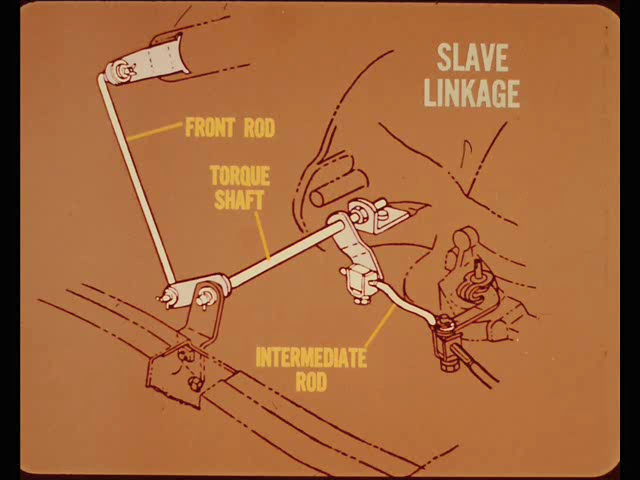 SLAVE
LINKAGE
FRONT ROD
TORQUE
SHAFT
INTERMEDIATE
ROD